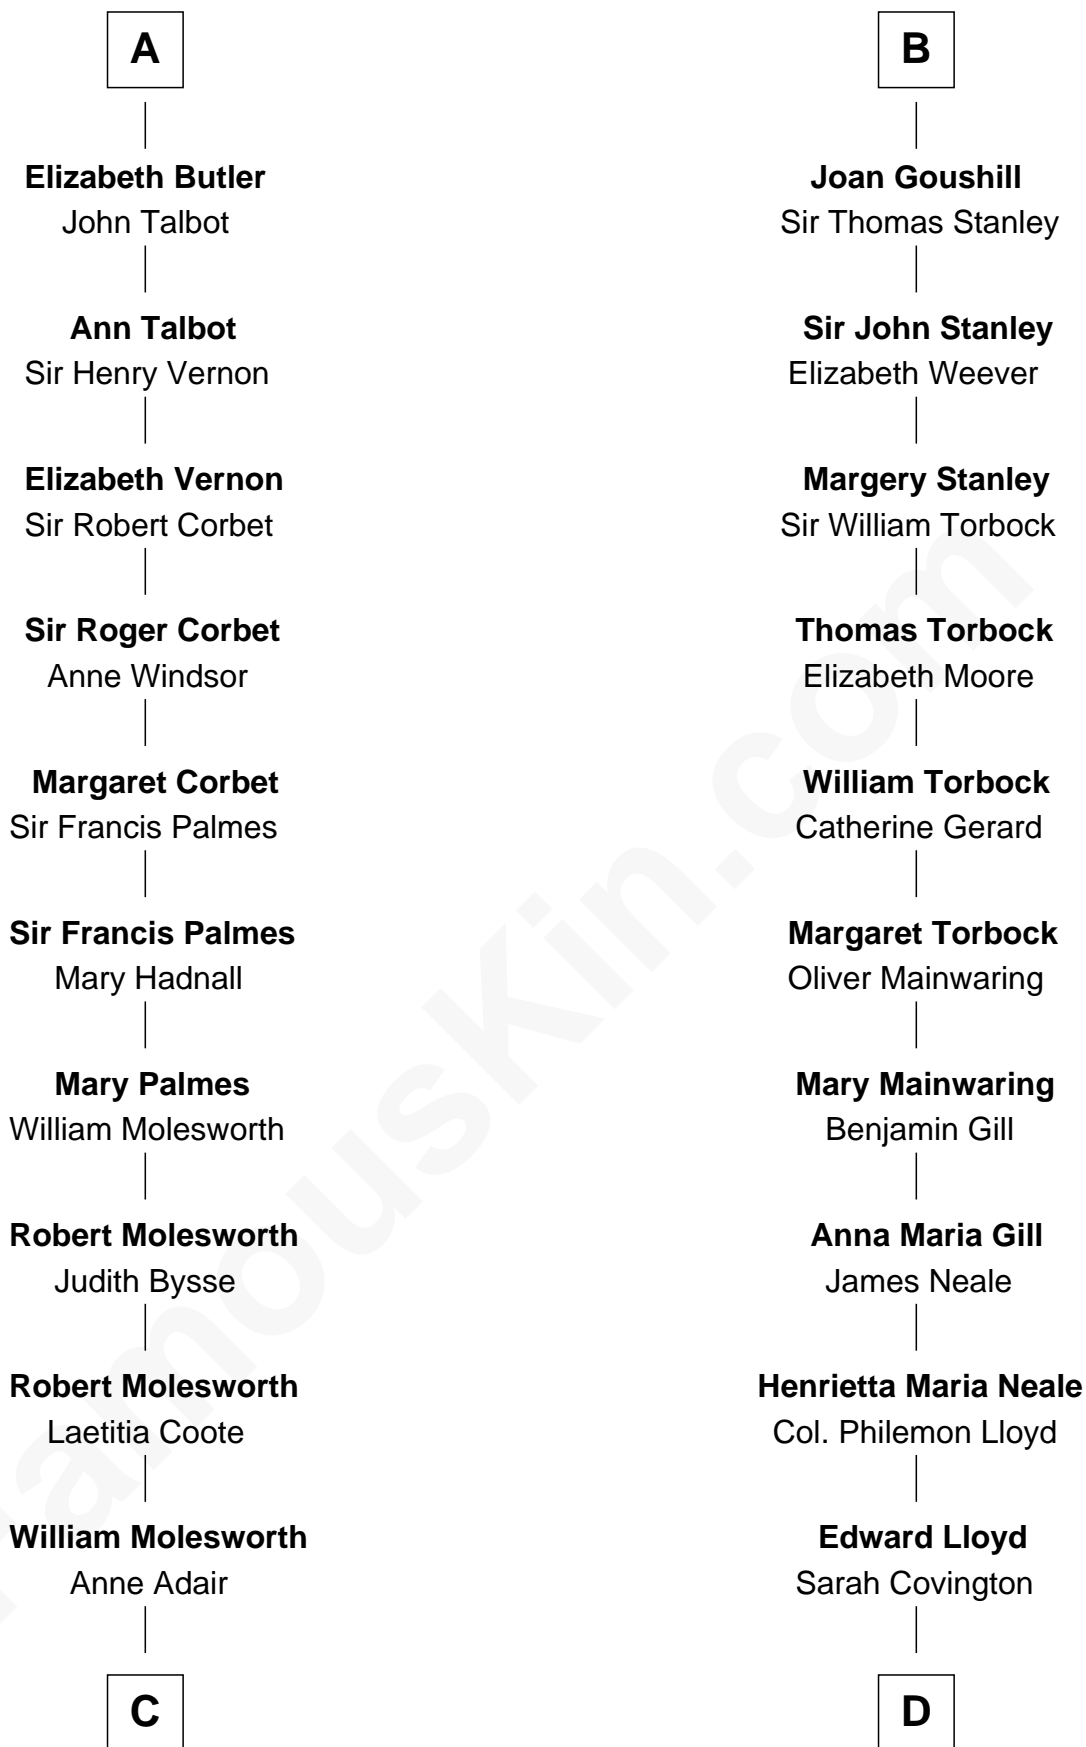 A
Elizabeth Butler
John Talbot
Ann Talbot
Sir Henry Vernon
Elizabeth Vernon
Sir Robert Corbet
Sir Roger Corbet
Anne Windsor
Margaret Corbet
Sir Francis Palmes
Sir Francis Palmes
Mary Hadnall
Mary Palmes
William Molesworth
Robert Molesworth
Judith Bysse
Robert Molesworth
Laetitia Coote
William Molesworth
Anne Adair
C
B
Joan Goushill
Sir Thomas Stanley
Sir John Stanley
Elizabeth Weever
Margery Stanley
Sir William Torbock
Thomas Torbock
Elizabeth Moore
William Torbock
Catherine Gerard
Margaret Torbock
Oliver Mainwaring
Mary Mainwaring
Benjamin Gill
Anna Maria Gill
James Neale
Henrietta Maria Neale
Col. Philemon Lloyd
Edward Lloyd
Sarah Covington
D
FamousKin.com